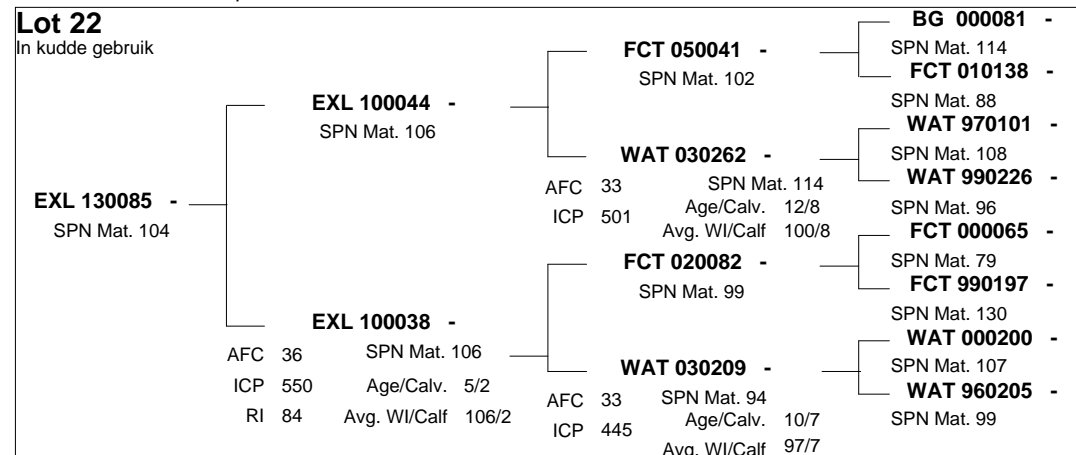 Lot 22
In kudde gebruik
EXL 130085 -
SPN Mat. 104
EXL 100044 -
SPN Mat. 106
EXL 100038 -
AFC 36 SPN Mat. 106
ICP 550 Age/Calv. 5/2
RI 84 Avg. WI/Calf 106/2
FCT 050041 -
SPN Mat. 102
WAT 030262 -
AFC 33 SPN Mat. 114
ICP 501 Age/Calv. 12/8
Avg. WI/Calf 100/8
FCT 020082 -
SPN Mat. 99
WAT 030209 -
AFC 33 SPN Mat. 94
ICP 445 Age/Calv. 10/7
Avg. WI/Calf 97/7
BG 000081 -
SPN Mat. 114
FCT 010138 -
SPN Mat. 88
WAT 970101 -
SPN Mat. 108
WAT 990226 -
SPN Mat. 96
FCT 000065 -
SPN Mat. 79
FCT 990197 -
SPN Mat. 130
WAT 000200 -
SPN Mat. 107
WAT 960205 -
SPN Mat. 99